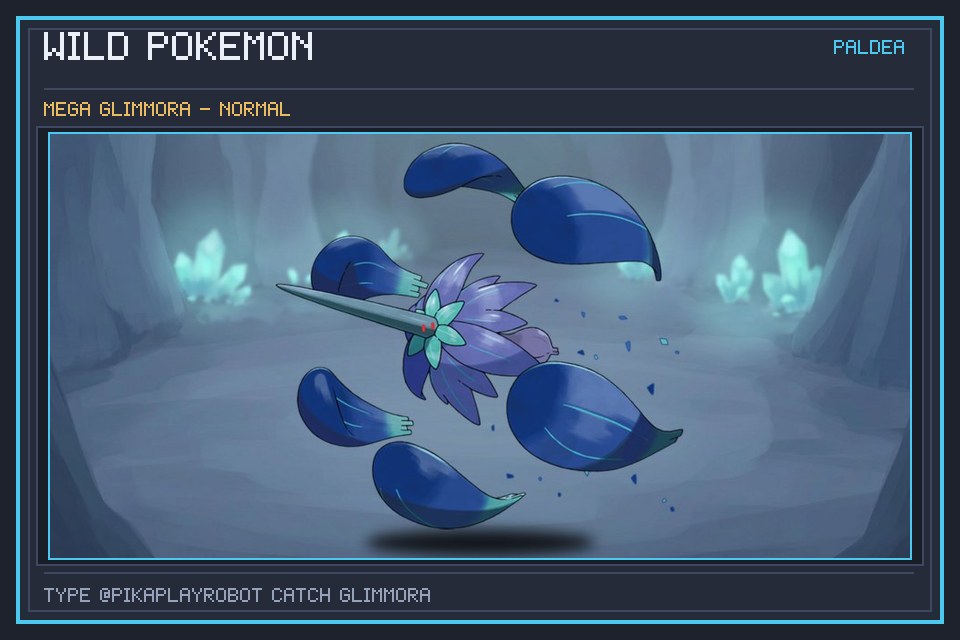 WILD POKEMON
PALDEA
MEGA GLIMMORA - NORMAL
TYPE @PIKAPLAYROBOT CATCH GLIMMORA